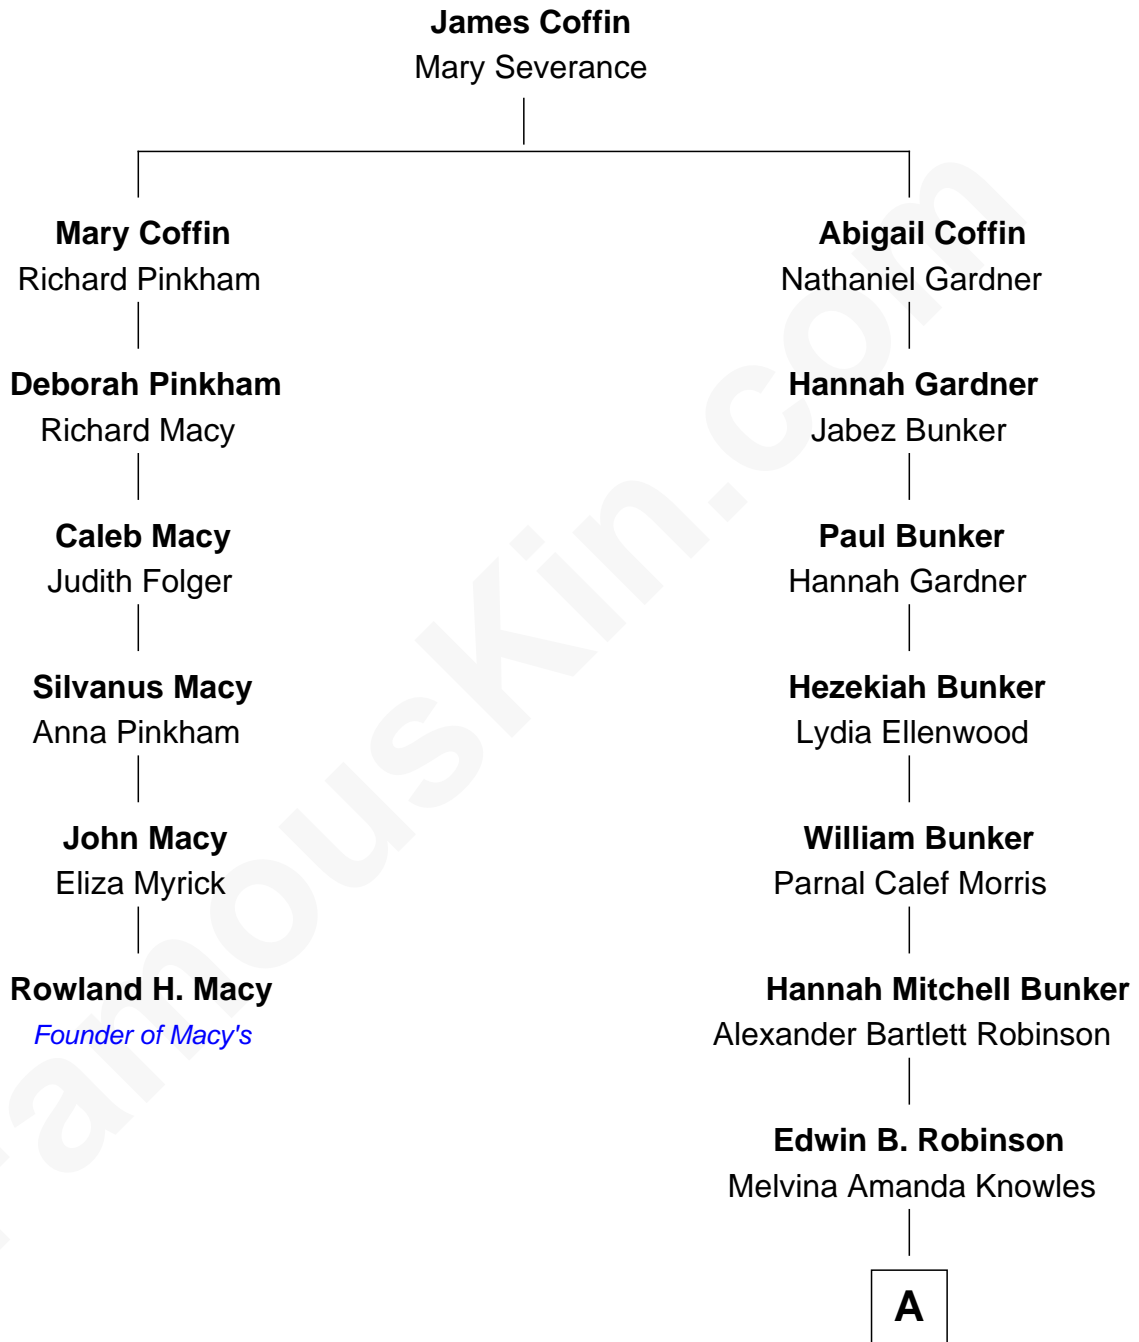 James Coffin
Mary Severance
Mary Coffin
Richard Pinkham
Abigail Coffin
Nathaniel Gardner
Deborah Pinkham
Richard Macy
Hannah Gardner
Jabez Bunker
Caleb Macy
Judith Folger
Paul Bunker
Hannah Gardner
Silvanus Macy
Anna Pinkham
Hezekiah Bunker
Lydia Ellenwood
John Macy
Eliza Myrick
William Bunker
Parnal Calef Morris
Rowland H. Macy
Founder of Macy's
Hannah Mitchell Bunker
Alexander Bartlett Robinson
Edwin B. Robinson
Melvina Amanda Knowles
A
FamousKin.com